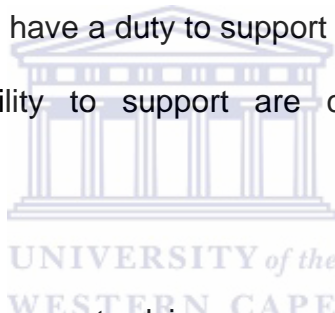 have a duty to support
ility to support are
UNIVERSITY of the
WESTERN CAPE